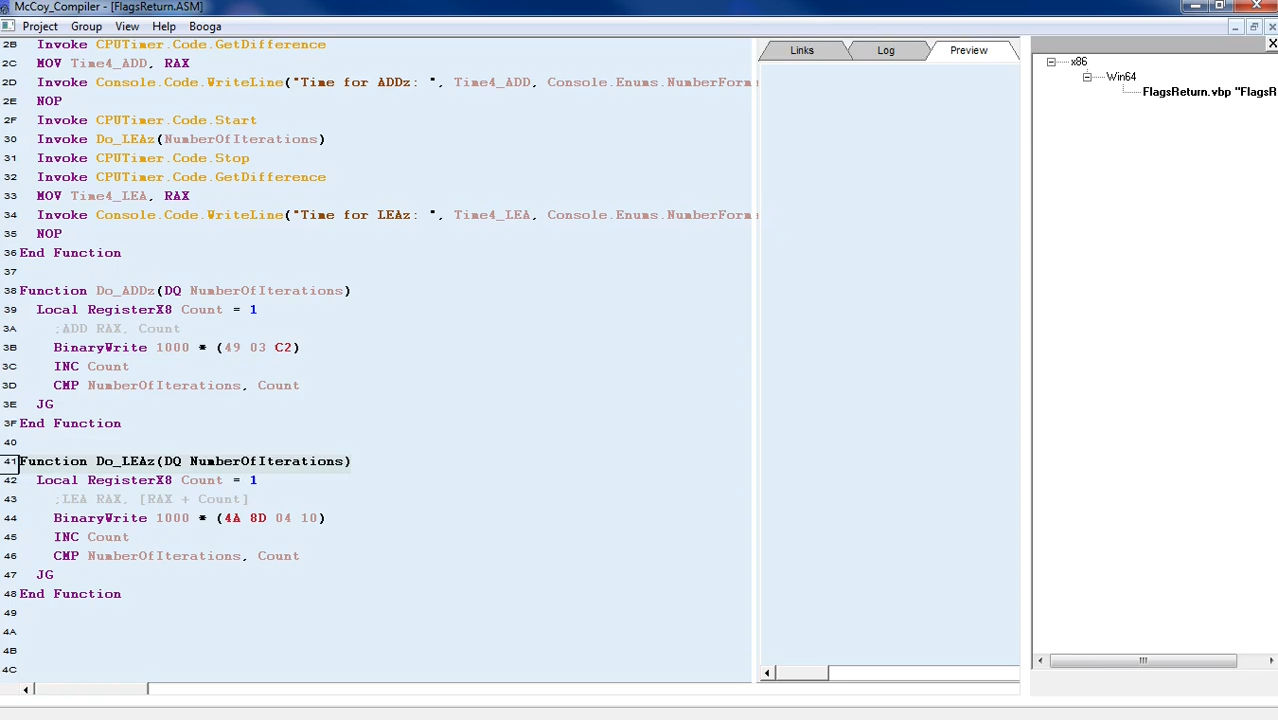 McCoy_Compiler - [FlagsReturn.ASM]
Project Group View Help Booga
2B Invoke CPUTimer.Code.GetDifference
2C MOV Time4_ADD, RAX
2D Invoke Console.Code.WriteLine("Time for ADDz: ", Time4_ADD, Console.Enums.NumberForm
2E NOP
2F Invoke CPUTimer.Code.Start
30 Invoke Do_LEAz(NumberOfIterations)
31 Invoke CPUTimer.Code.Stop
32 Invoke CPUTimer.Code.GetDifference
33 MOV Time4_LEA, RAX
34 Invoke Console.Code.WriteLine("Time for LEAz: ", Time4_LEA, Console.Enums.NumberForm
35 NOP
36 End Function
37
38 Function Do_ADDz(DQ NumberOfIterations)
39 Local RegisterX8 Count = 1
3A ;ADD RAX, Count
3B BinaryWrite 1000 * (49 03 C2)
3C INC Count
3D CMP NumberOfIterations, Count
3E JG
3F End Function
40
41 Function Do_LEAz(DQ NumberOfIterations)
42 Local RegisterX8 Count = 1
43 ;LEA RAX, [RAX + Count]
44 BinaryWrite 1000 * (4A 8D 04 10)
45 INC Count
46 CMP NumberOfIterations, Count
47 JG
48 End Function
49
4A
4B
4C
Links Log Preview
x86
Win64
FlagsReturn.vbp "FlagsR